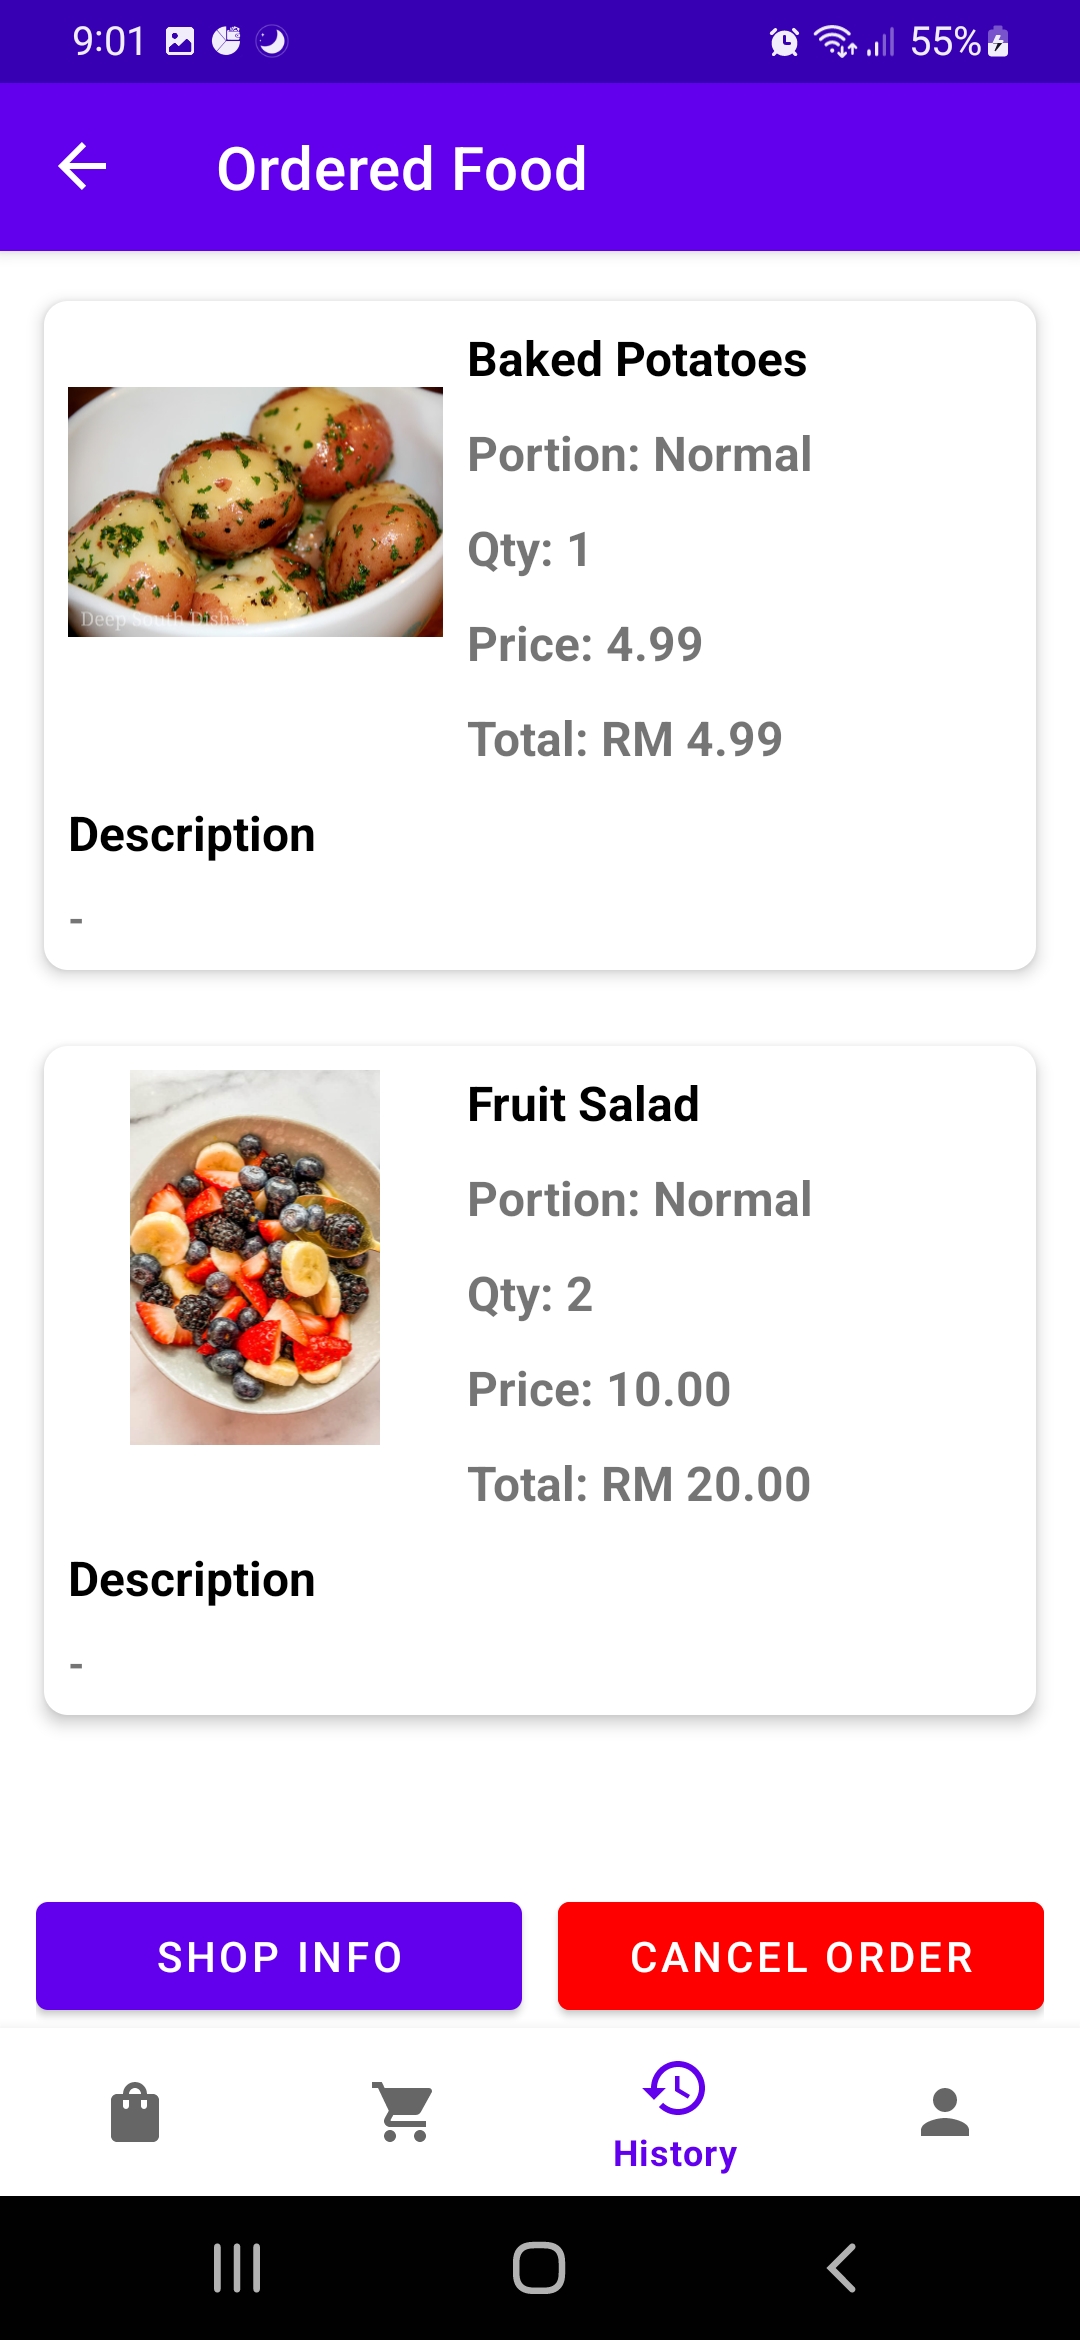 9:01
55%
Ordered Food
Baked Potatoes
Portion: Normal
Qty: 1
Price: 4.99
Total: RM 4.99
Deep South Dish
Description
-
Fruit Salad
Portion: Normal
Qty: 2
Price: 10.00
Total: RM 20.00
Description
-
SHOP INFO
CANCEL ORDER
History